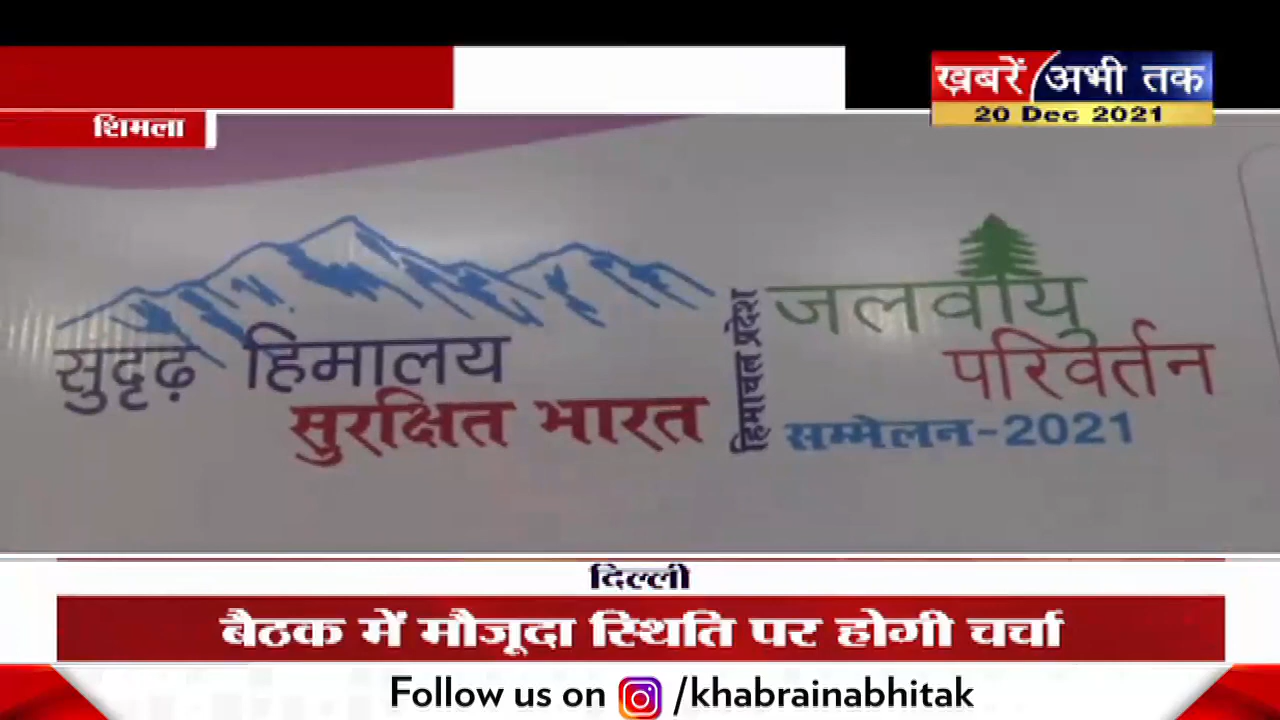 ख़बरें अभी तक
20 Dec 2021
शिमला
सुदृढ़ हिमालय
सुरक्षित भारत
हिमाचल प्रदेश
जलवायु
परिवर्तन
सम्मेलन-2021
दिल्ली
बैठक में मौजूदा स्थिति पर होगी चर्चा
Follow us on /khabrainabhitak